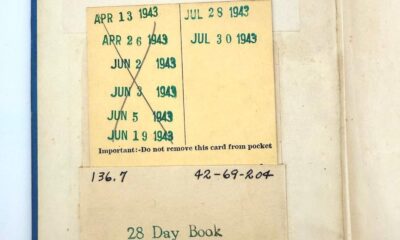 APR 13 1943 JUL 28 1943
APR 26 1943 JUL 30 1943
JUN 2 1943
JUN 3 1943
JUN 5 1943
JUN 19 1943
Important:-Do not remove this card from pocket
136.7 42-69-204
28 Day Book